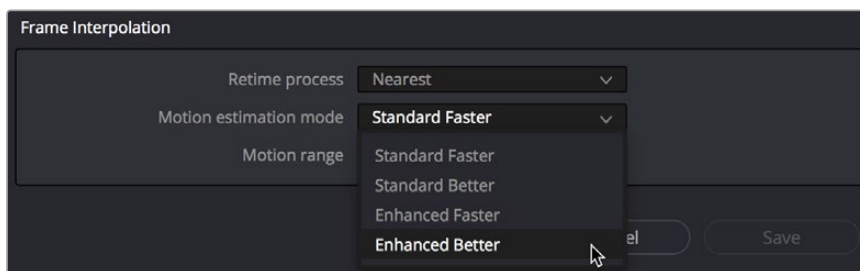 Frame Interpolation
Retime process Nearest
Motion estimation mode Standard Faster
Motion range Standard Faster
Standard Better
Enhanced Faster
Enhanced Better
el Save